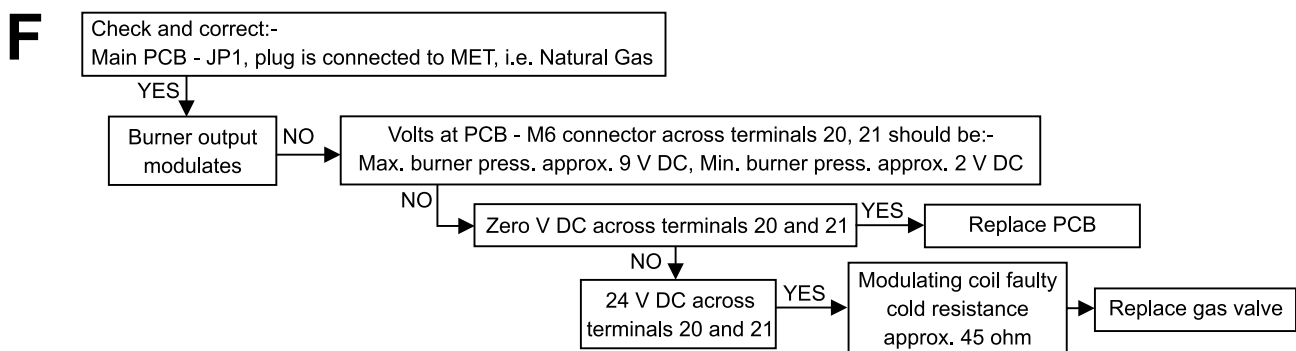 F
Check and correct:-
Main PCB - JP1, plug is connected to MET, i.e. Natural Gas
YES
Burner output
modulates
NO
Volts at PCB - M6 connector across terminals 20, 21 should be:-
Max. burner press. approx. 9 V DC, Min. burner press. approx. 2 V DC
NO
Zero V DC across terminals 20 and 21
YES
Replace PCB
NO
24 V DC across
terminals 20 and 21
YES
Modulating coil faulty
cold resistance
approx. 45 ohm
Replace gas valve